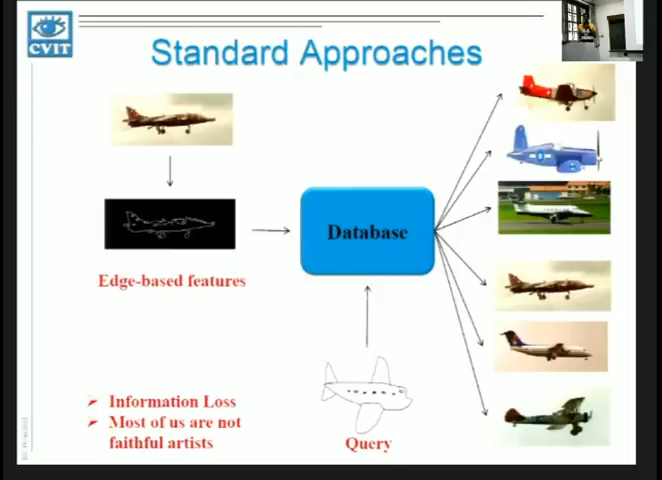 CVIT
Standard Approaches
Database
Edge-based features
Information Loss
Most of us are not
faithful artists
Query